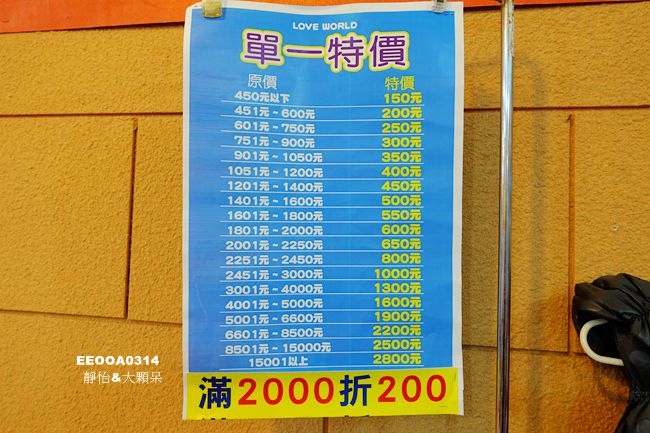 LOVE WORLD
單一特價
原價 特價
450元以下 150元
451元~600元 200元
601元~750元 250元
751元~900元 300元
901元~1050元 350元
1051元~1200元 400元
1201元~1400元 450元
1401元~1600元 500元
1601元~1800元 550元
1801元~2000元 600元
2001元~2250元 650元
2251元~2450元 800元
2451元~3000元 1000元
3001元~4000元 1300元
4001元~5000元 1600元
5001元~6600元 1900元
6601元~8500元 2200元
8501元~15000元 2500元
15001以上 2800元
滿2000折200
EEOOA0314
靜怡&大顆呆